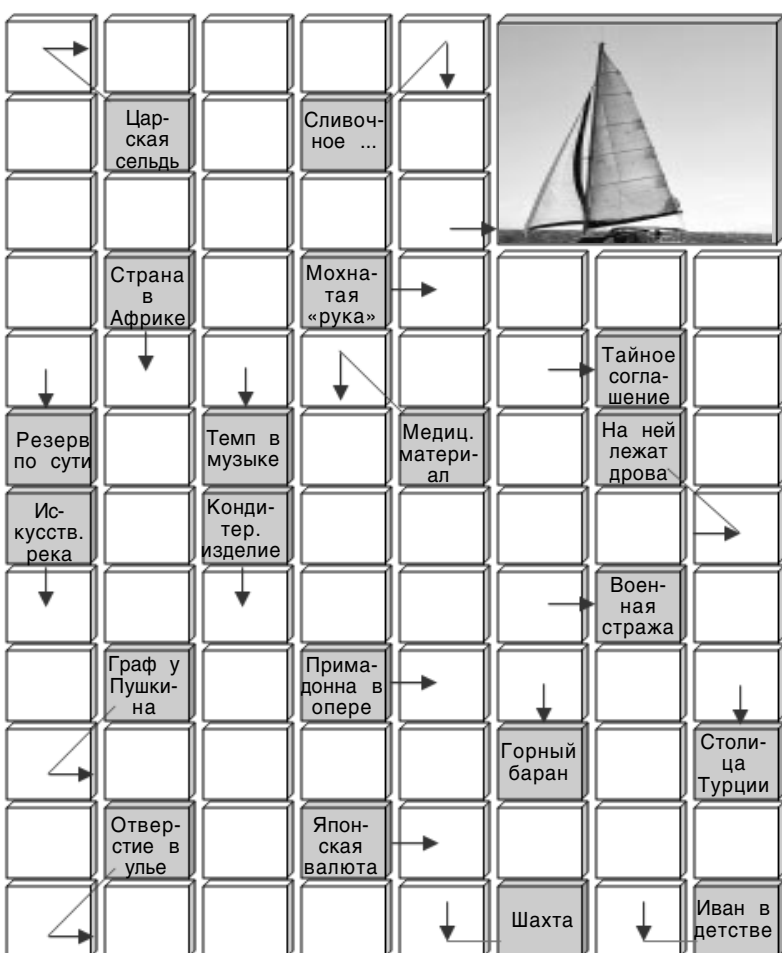 Цар-
ская
сельдь
Сливоч-
ное ...
Страна
в
Африке
Мохна-
тая
«рука»
Тайное
согла-
шение
Резерв
по сути
Темп в
музыке
Медиц.
матери-
ал
На ней
лежат
дрова
Ис-
кусств.
река
Конди-
тер.
изделие
Воен-
ная
стража
Граф у
Пушки-
на
Прима-
донна в
опере
Горный
баран
Столи-
ца
Турции
Отвер-
стие в
улье
Япон-
ская
валюта
Шахта
Иван в
детстве